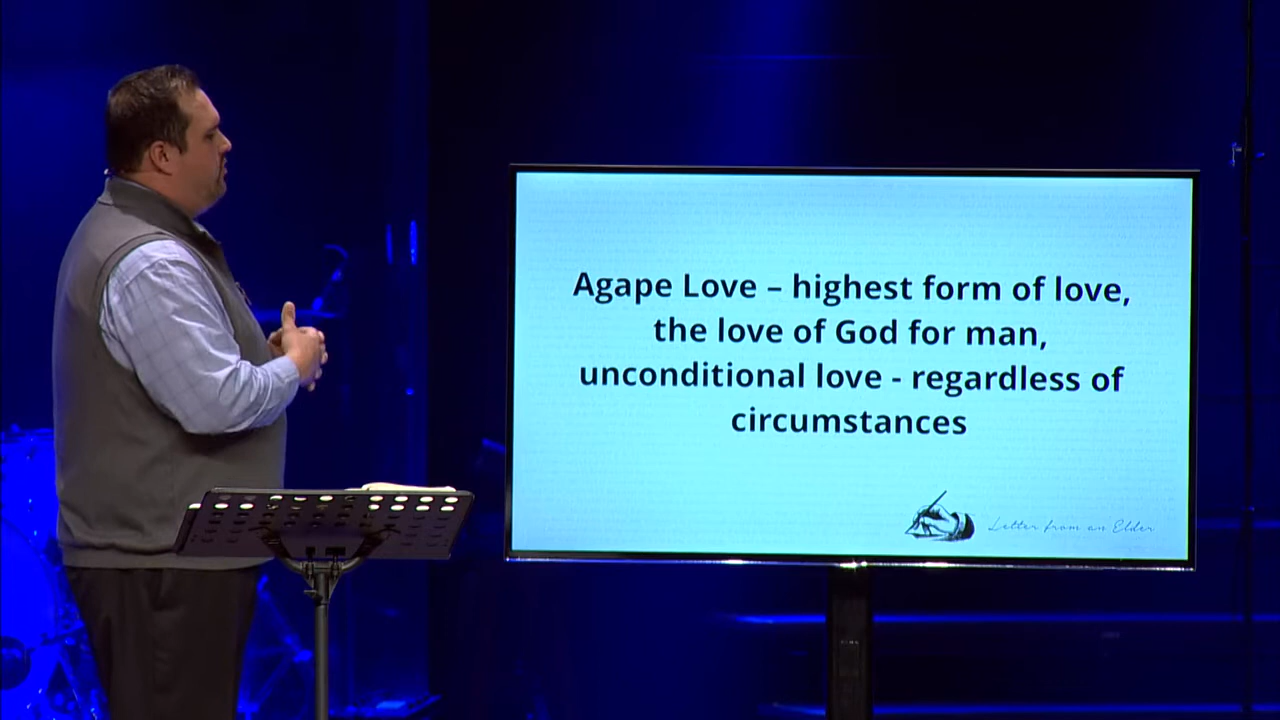 Agape Love – highest form of love,
the love of God for man,
unconditional love - regardless of
circumstances
Letter from an Elder